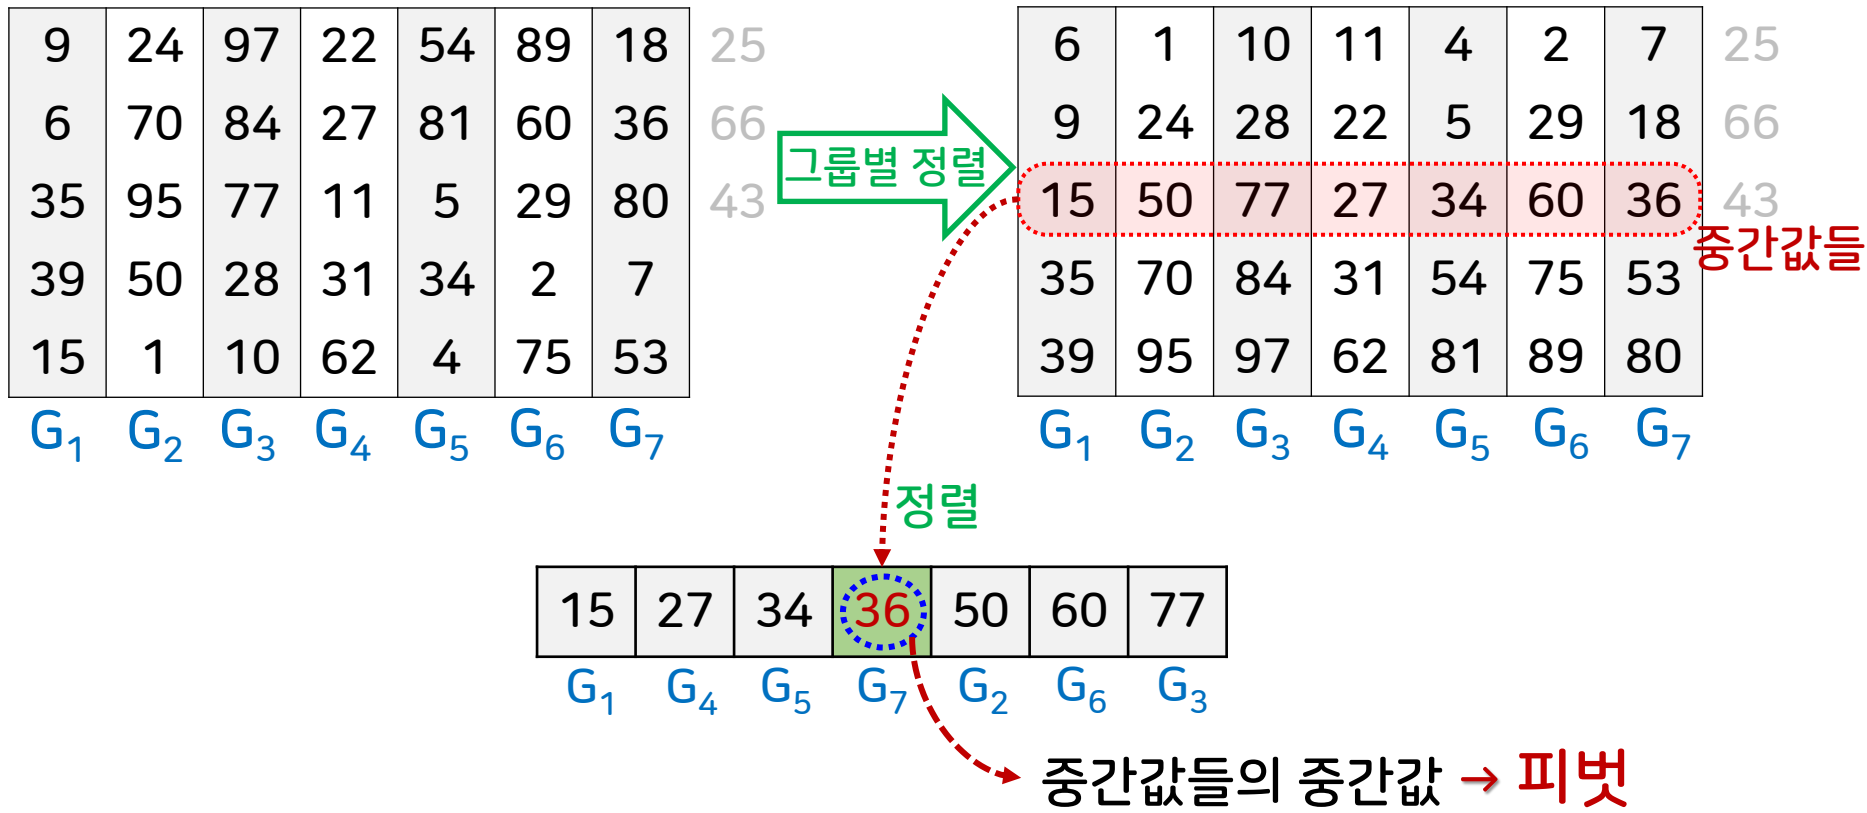 9 24 97 22 54 89 18 25
6 70 84 27 81 60 36 66
35 95 77 11 5 29 80 43
39 50 28 31 34 2 7
15 1 10 62 4 75 53
G1 G2 G3 G4 G5 G6 G7
그룹별 정렬
6 1 10 11 4 2 7 25
9 24 28 22 5 29 18 66
15 50 77 27 34 60 36 43
중간값들
35 70 84 31 54 75 53
39 95 97 62 81 89 80
G1 G2 G3 G4 G5 G6 G7
정렬
15 27 34 36 50 60 77
G1 G4 G5 G7 G2 G6 G3
중간값들의 중간값 → 피벗